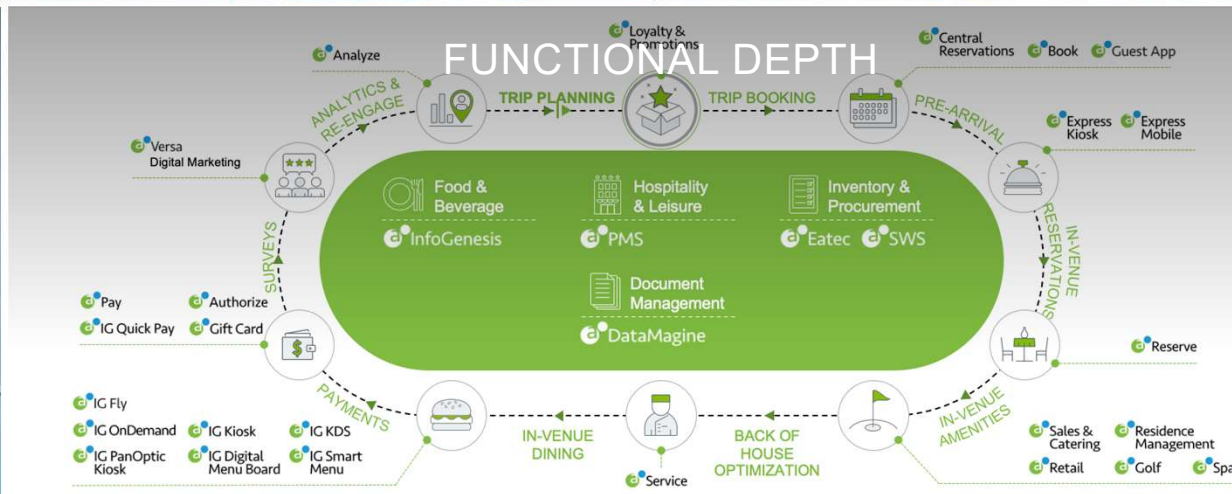 FUNCTIONAL DEPTH
Loyalty &
Promotions
Analyze
Central
Reservations
Book
Guest App
ANALYTICS &
RE-ENGAGE
TRIP PLANNING
TRIP BOOKING
PRE-ARRIVAL
Express
Kiosk
Express
Mobile
Versa
Digital Marketing
Food &
Beverage
InfoGenesis
Hospitality
& Leisure
PMS
Inventory &
Procurement
Eatec
SWS
Document
Management
DataMagine
SURVEYS
IN-VENUE
RESERVATIONS
Pay
Authorize
IG Quick Pay
Gift Card
Reserve
PAYMENTS
IN-VENUE
AMENITIES
IG Fly
IG OnDemand
IG Kiosk
IG KDS
IG PanOptic
Kiosk
IG Digital
Menu Board
IG Smart
Menu
IN-VENUE
DINING
BACK OF
HOUSE
OPTIMIZATION
Service
Sales &
Catering
Residence
Management
Retail
Golf
Spa